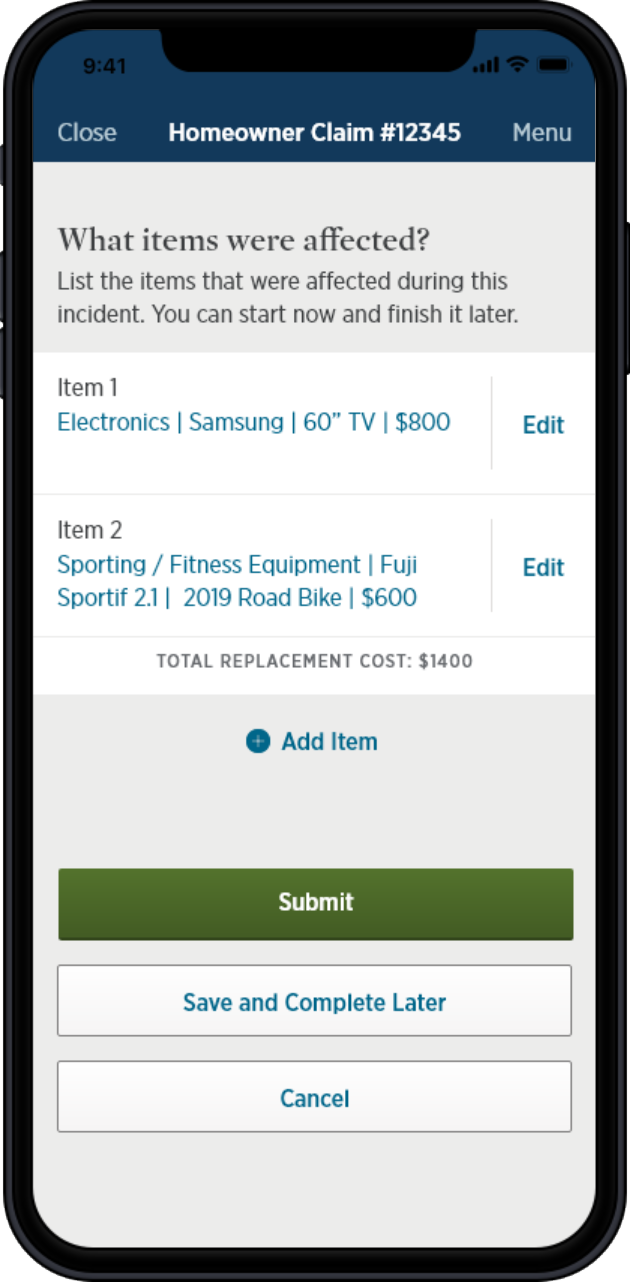 9:41
Close Homeowner Claim #12345 Menu
What items were affected?
List the items that were affected during this
incident. You can start now and finish it later.
Item 1
Electronics | Samsung | 60” TV | $800
Edit
Item 2
Sporting / Fitness Equipment | Fuji
Sportif 2.1 | 2019 Road Bike | $600
Edit
TOTAL REPLACEMENT COST: $1400
Add Item
Submit
Save and Complete Later
Cancel